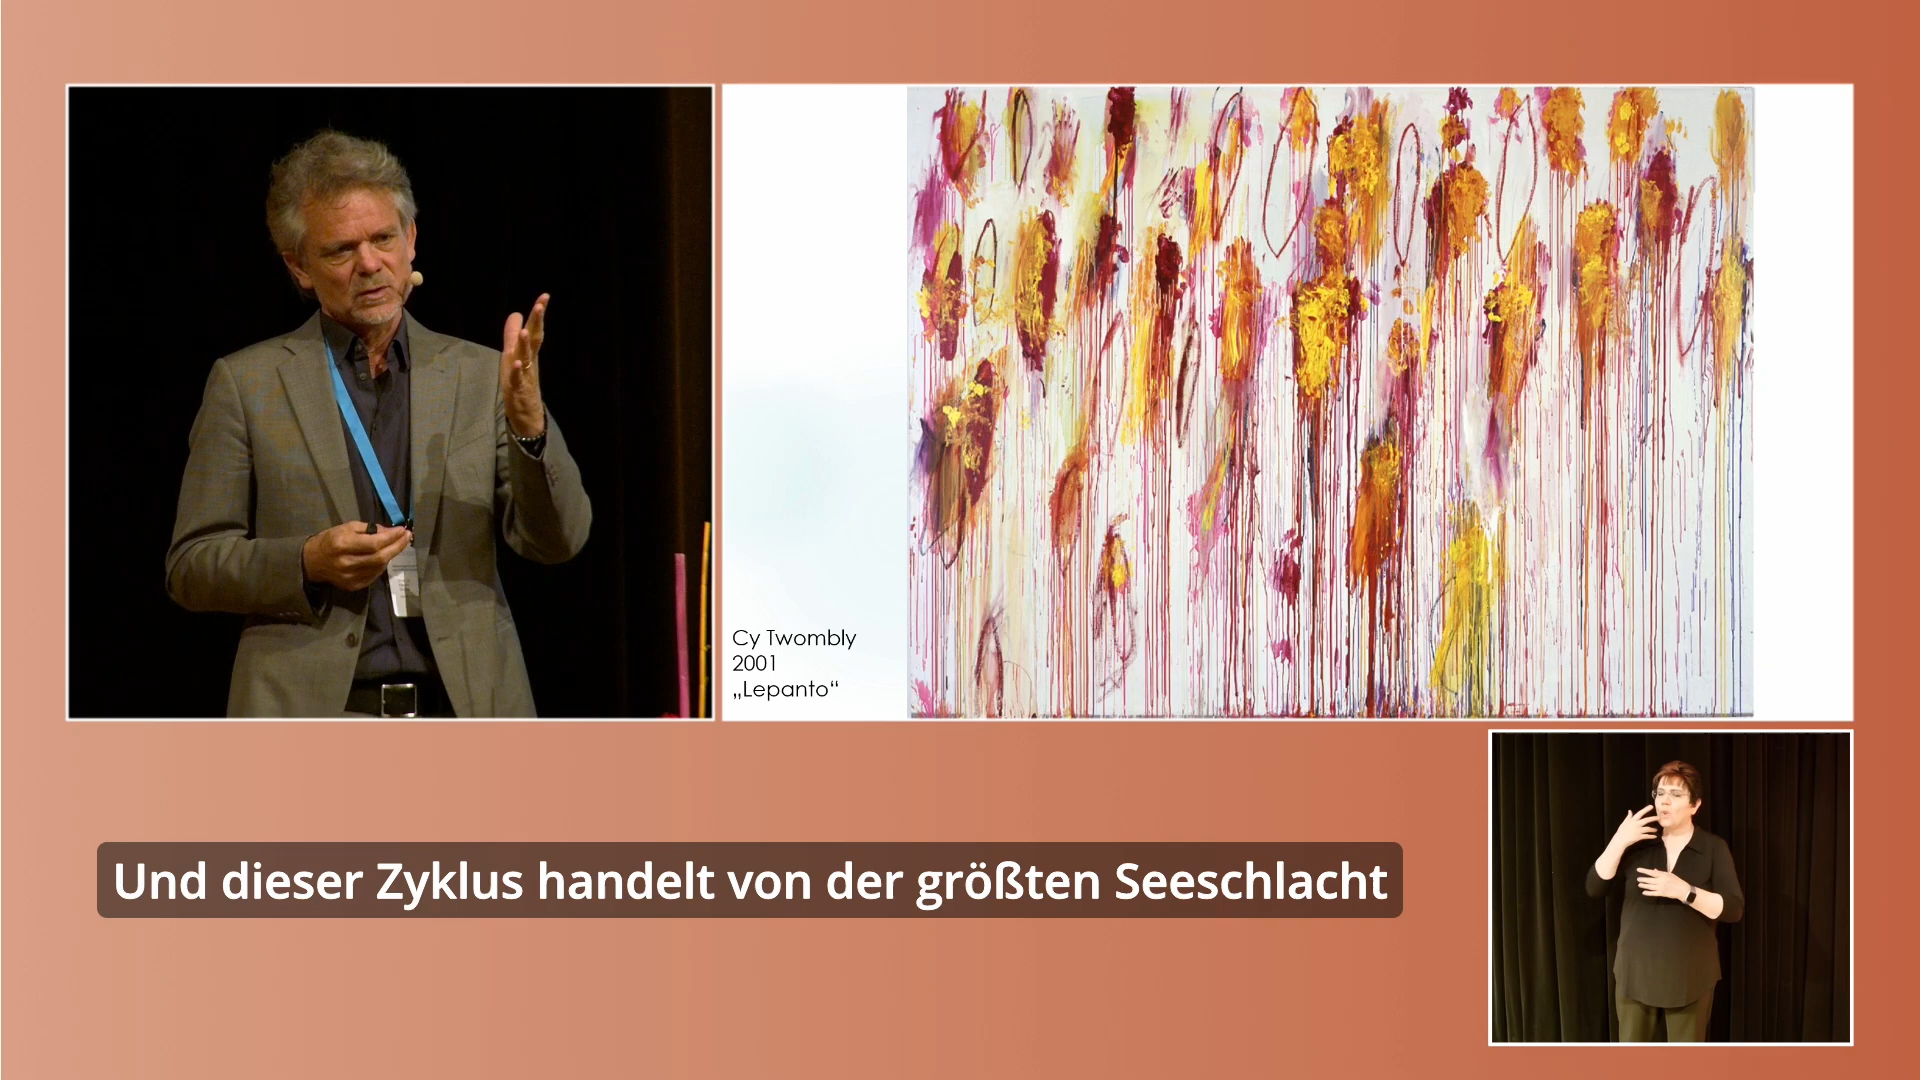 Cy Twombly
2001
„Lepanto“
Und dieser Zyklus handelt von der größten Seeschlacht